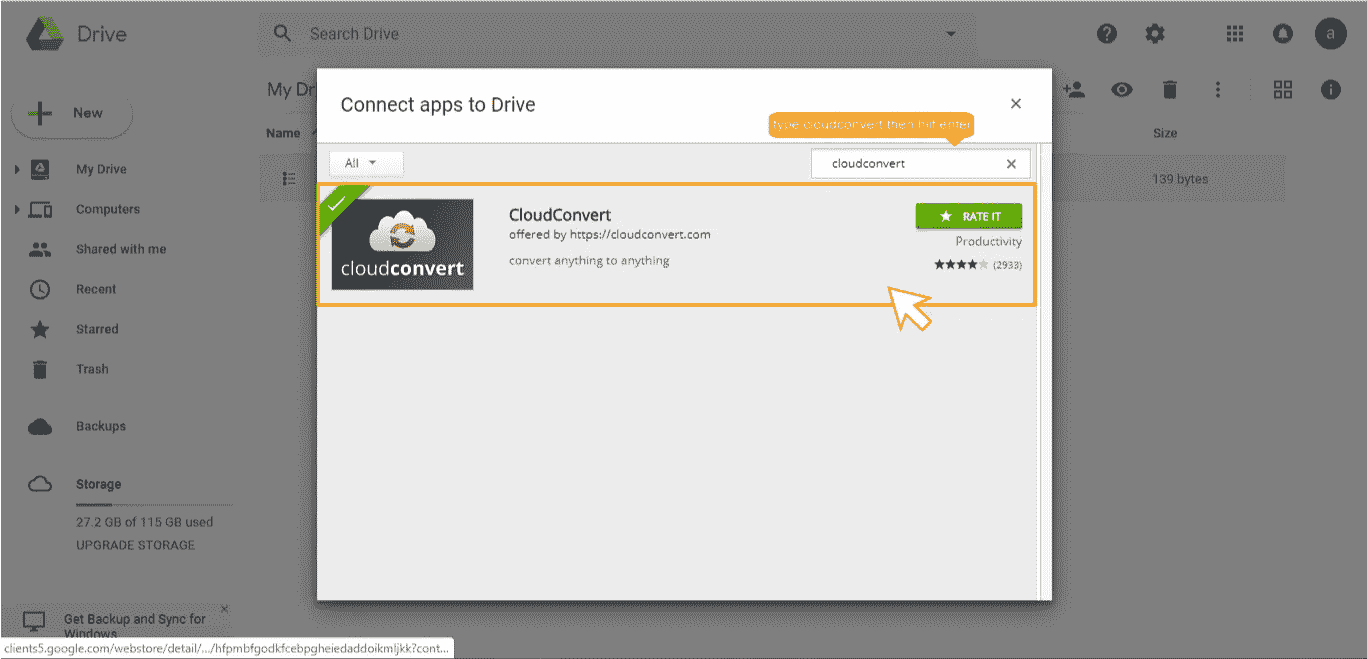 Drive
Search Drive
a
New
My Dri
Connect apps to Drive
type cloudconvert then hit enter
Name
Size
All
cloudconvert
139 bytes
My Drive
Computers
Shared with me
Recent
Starred
Trash
Backups
Storage
27.2 GB of 115 GB used
UPGRADE STORAGE
cloudconvert
CloudConvert
offered by https://cloudconvert.com
convert anything to anything
RATE IT
Productivity
(2933)
Get Backup and Sync for
Windows
clients5.google.com/webstore/detail/.../hfpmbfgodkfcebpgheiedaddoikmljkk?cont...